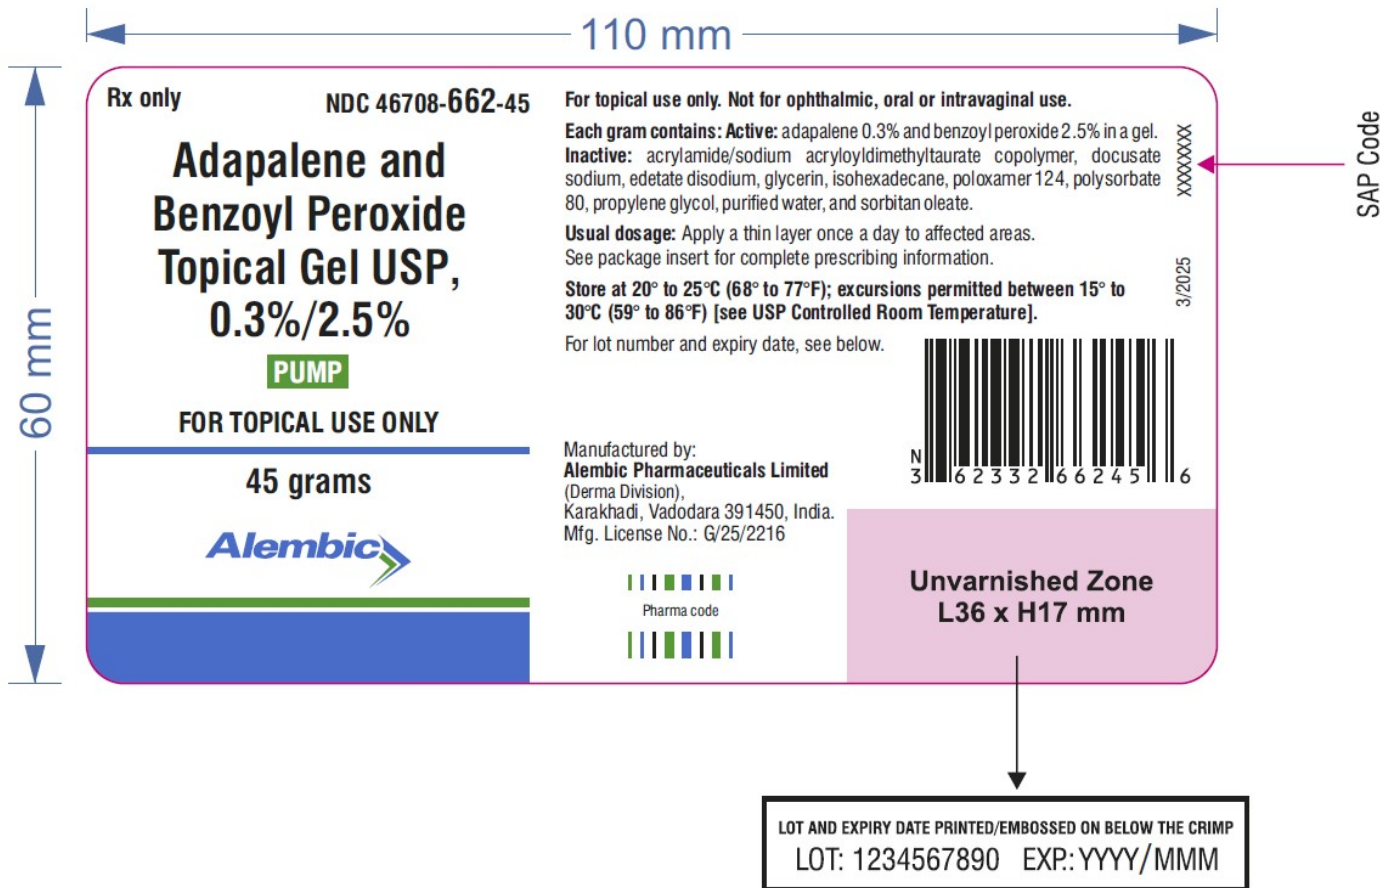 110 mm
60 mm
Rx only
NDC 46708-662-45
Adapalene and
Benzoyl Peroxide
Topical Gel USP,
0.3%/2.5%
PUMP
FOR TOPICAL USE ONLY
45 grams
Alembic
For topical use only. Not for ophthalmic, oral or intravaginal use.
Each gram contains: Active: adapalene 0.3% and benzoyl peroxide 2.5% in a gel.
Inactive: acrylamide/sodium acryloyldimethyltaurate copolymer, docusate
sodium, edetate disodium, glycerin, isohexadecane, poloxamer 124, polysorbate
80, propylene glycol, purified water, and sorbitan oleate.
Usual dosage: Apply a thin layer once a day to affected areas.
See package insert for complete prescribing information.
Store at 20° to 25°C (68° to 77°F); excursions permitted between 15° to
30°C (59° to 86°F) [see USP Controlled Room Temperature].
For lot number and expiry date, see below.
Manufactured by:
Alembic Pharmaceuticals Limited
(Derma Division),
Karakhadi, Vadodara 391450, India.
Mfg. License No.: G/25/2216
Pharma code
XXXXXXXX
3/2025
SAP Code
N
3 62332 66245 6
Unvarnished Zone
L36 x H17 mm
LOT AND EXPIRY DATE PRINTED/EMBOSSED ON BELOW THE CRIMP
LOT: 1234567890 EXP.: YYYY/MMM